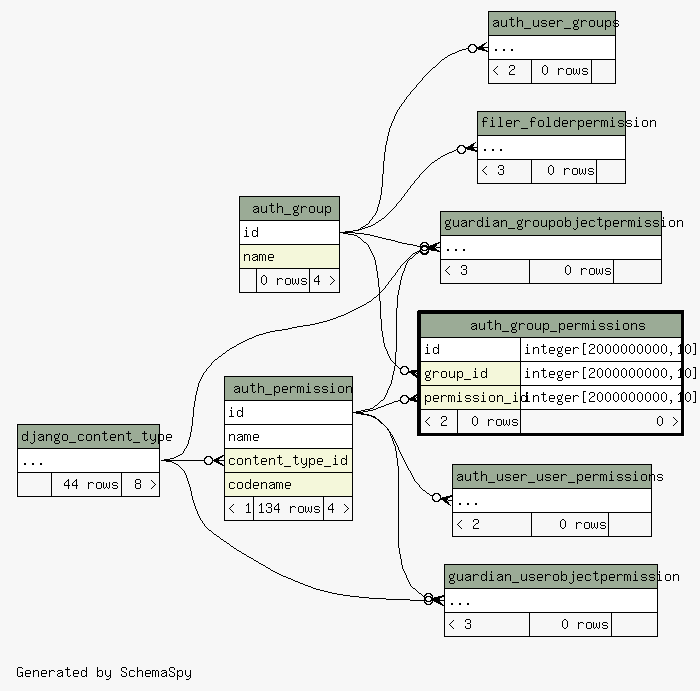 auth_user_groups
...
< 2 0 rows
filer_folderpermission
...
< 3 0 rows
auth_group
id
name
0 rows 4 >
guardian_groupobjectpermission
...
< 3 0 rows
auth_group_permissions
id integer[2000000000,10]
group_id integer[2000000000,10]
permission_id integer[2000000000,10]
< 2 0 rows 0 >
auth_permission
id
name
content_type_id
codename
< 1 134 rows 4 >
django_content_type
...
44 rows 8 >
auth_user_user_permissions
...
< 2 0 rows
guardian_userobjectpermission
...
< 3 0 rows
Generated by SchemaSpy